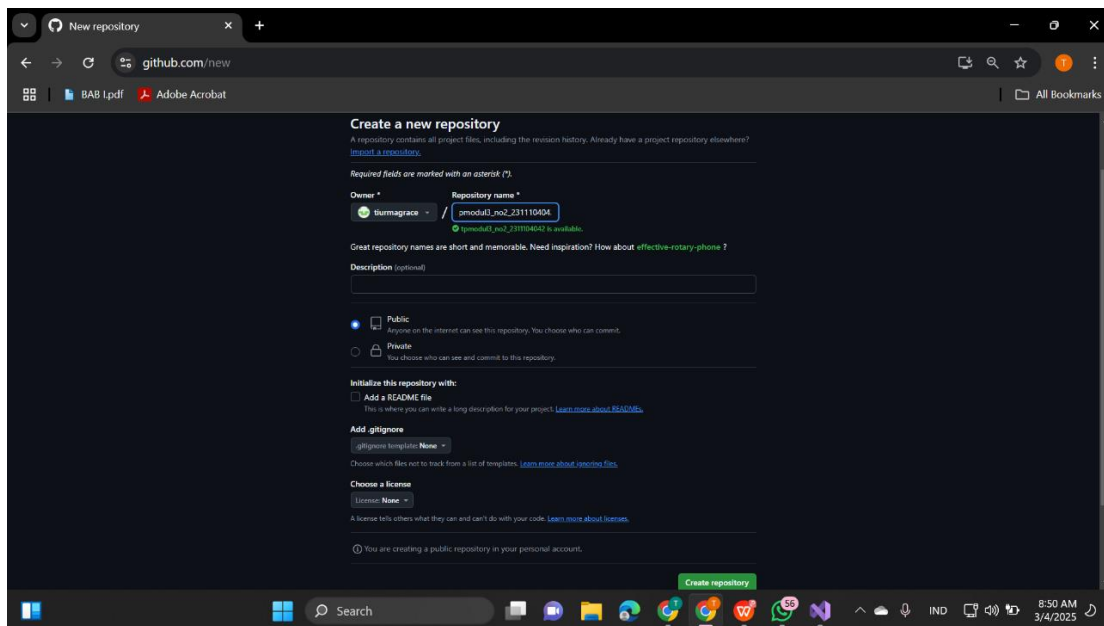 New repository
github.com/new
BAB I.pdf
Adobe Acrobat
All Bookmarks
Create a new repository
A repository contains all project files, including the revision history. Already have a project repository elsewhere?
Import a repository.
Required fields are marked with an asterisk (*).
Owner * Repository name *
tiurmagrace / pmodul3_no2_231110404
tpmodul3_no2_2311104042 is available.
Great repository names are short and memorable. Need inspiration? How about effective-rotary-phone ?
Description (optional)
Public
Anyone on the internet can see this repository. You choose who can commit.
Private
You choose who can see and commit to this repository.
Initialize this repository with:
Add a README file
This is where you can write a long description for your project. Learn more about READMEs.
Add .gitignore
.gitignore template: None
Choose which files not to track from a list of templates. Learn more about ignoring files.
Choose a license
License: None
A license tells others what they can and can't do with your code. Learn more about licenses.
You are creating a public repository in your personal account.
Create repository
Search
56
IND
8:50 AM
3/4/2025